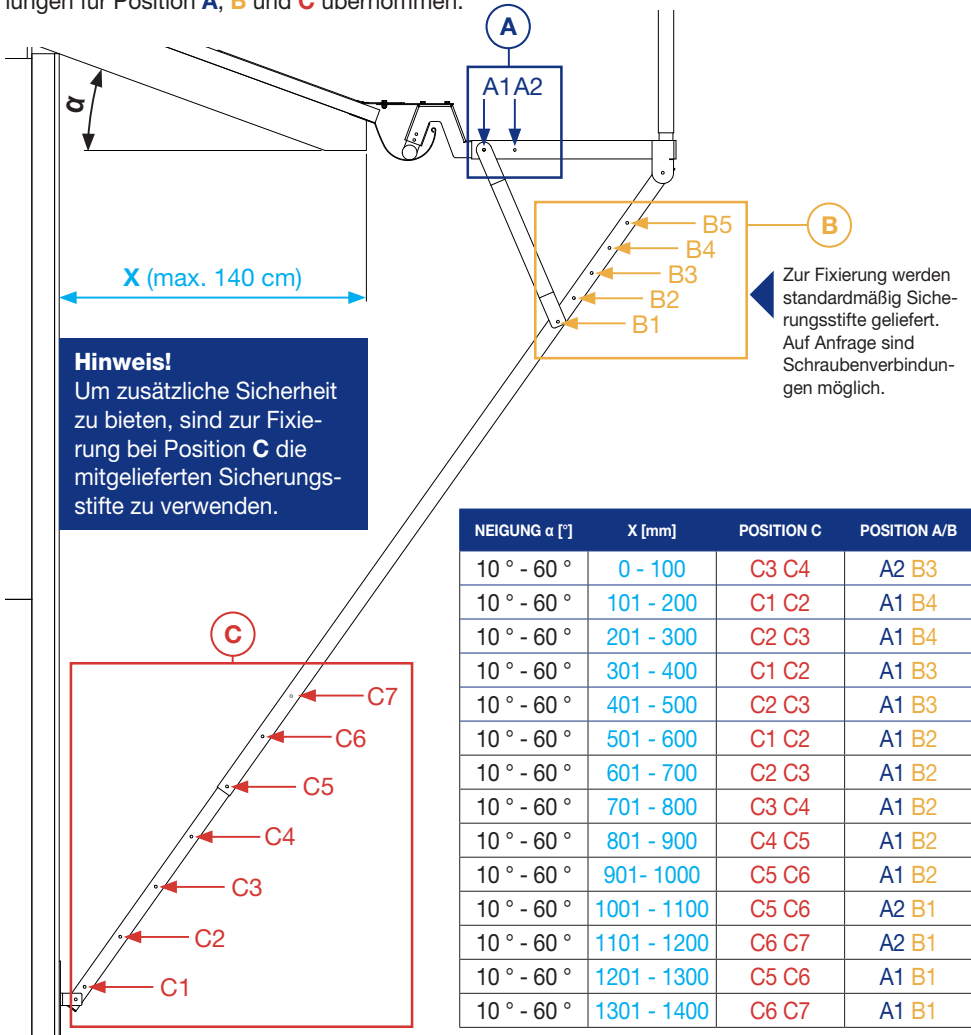 lungen für Position A, B und C übernommen.
A
A1 A2
α
B5
B
B4
B3
B2
B1
X (max. 140 cm)
Zur Fixierung werden
standardmäßig Siche-
rungsstifte geliefert.
Auf Anfrage sind
Schraubenverbindun-
gen möglich.
Hinweis!
Um zusätzliche Sicherheit
zu bieten, sind zur Fixie-
rung bei Position C die
mitgelieferten Sicherungs-
stifte zu verwenden.
C
C7
C6
C5
C4
C3
C2
C1
NEIGUNG α [°] X [mm] POSITION C POSITION A/B
10 ° - 60 ° 0 - 100 C3 C4 A2 B3
10 ° - 60 ° 101 - 200 C1 C2 A1 B4
10 ° - 60 ° 201 - 300 C2 C3 A1 B4
10 ° - 60 ° 301 - 400 C1 C2 A1 B3
10 ° - 60 ° 401 - 500 C2 C3 A1 B3
10 ° - 60 ° 501 - 600 C1 C2 A1 B2
10 ° - 60 ° 601 - 700 C2 C3 A1 B2
10 ° - 60 ° 701 - 800 C3 C4 A1 B2
10 ° - 60 ° 801 - 900 C4 C5 A1 B2
10 ° - 60 ° 901- 1000 C5 C6 A1 B2
10 ° - 60 ° 1001 - 1100 C5 C6 A2 B1
10 ° - 60 ° 1101 - 1200 C6 C7 A2 B1
10 ° - 60 ° 1201 - 1300 C5 C6 A1 B1
10 ° - 60 ° 1301 - 1400 C6 C7 A1 B1